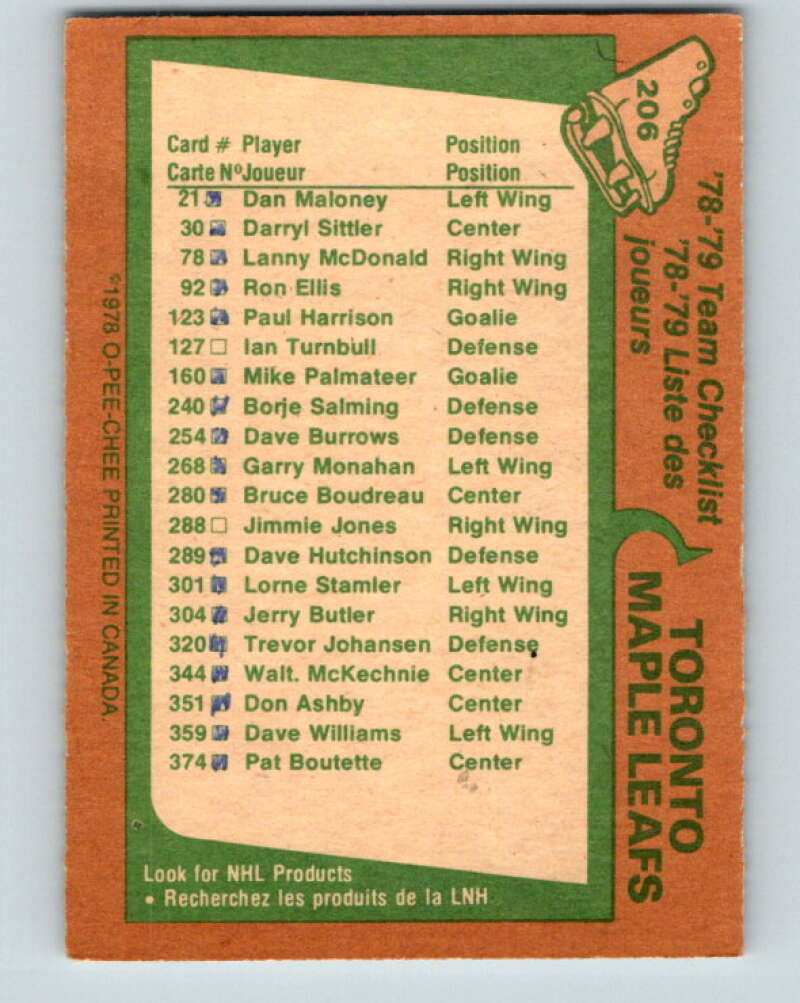 206
'78-'79 Team Checklist
'78-'79 Liste des
joueurs
TORONTO
MAPLE LEAFS
Card # Player Position
Carte Nº Joueur Position
21 Dan Maloney Left Wing
30 Darryl Sittler Center
78 Lanny McDonald Right Wing
92 Ron Ellis Right Wing
123 Paul Harrison Goalie
127 □ Ian Turnbull Defense
160 Mike Palmateer Goalie
240 Borje Salming Defense
254 Dave Burrows Defense
268 Garry Monahan Left Wing
280 Bruce Boudreau Center
288 □ Jimmie Jones Right Wing
289 Dave Hutchinson Defense
301 Lorne Stamler Left Wing
304 Jerry Butler Right Wing
320 Trevor Johansen Defense
344 Walt. McKechnie Center
351 Don Ashby Center
359 Dave Williams Left Wing
374 Pat Boutette Center
Look for NHL Products
• Recherchez les produits de la LNH
©1978 O-PEE-CHEE PRINTED IN CANADA.